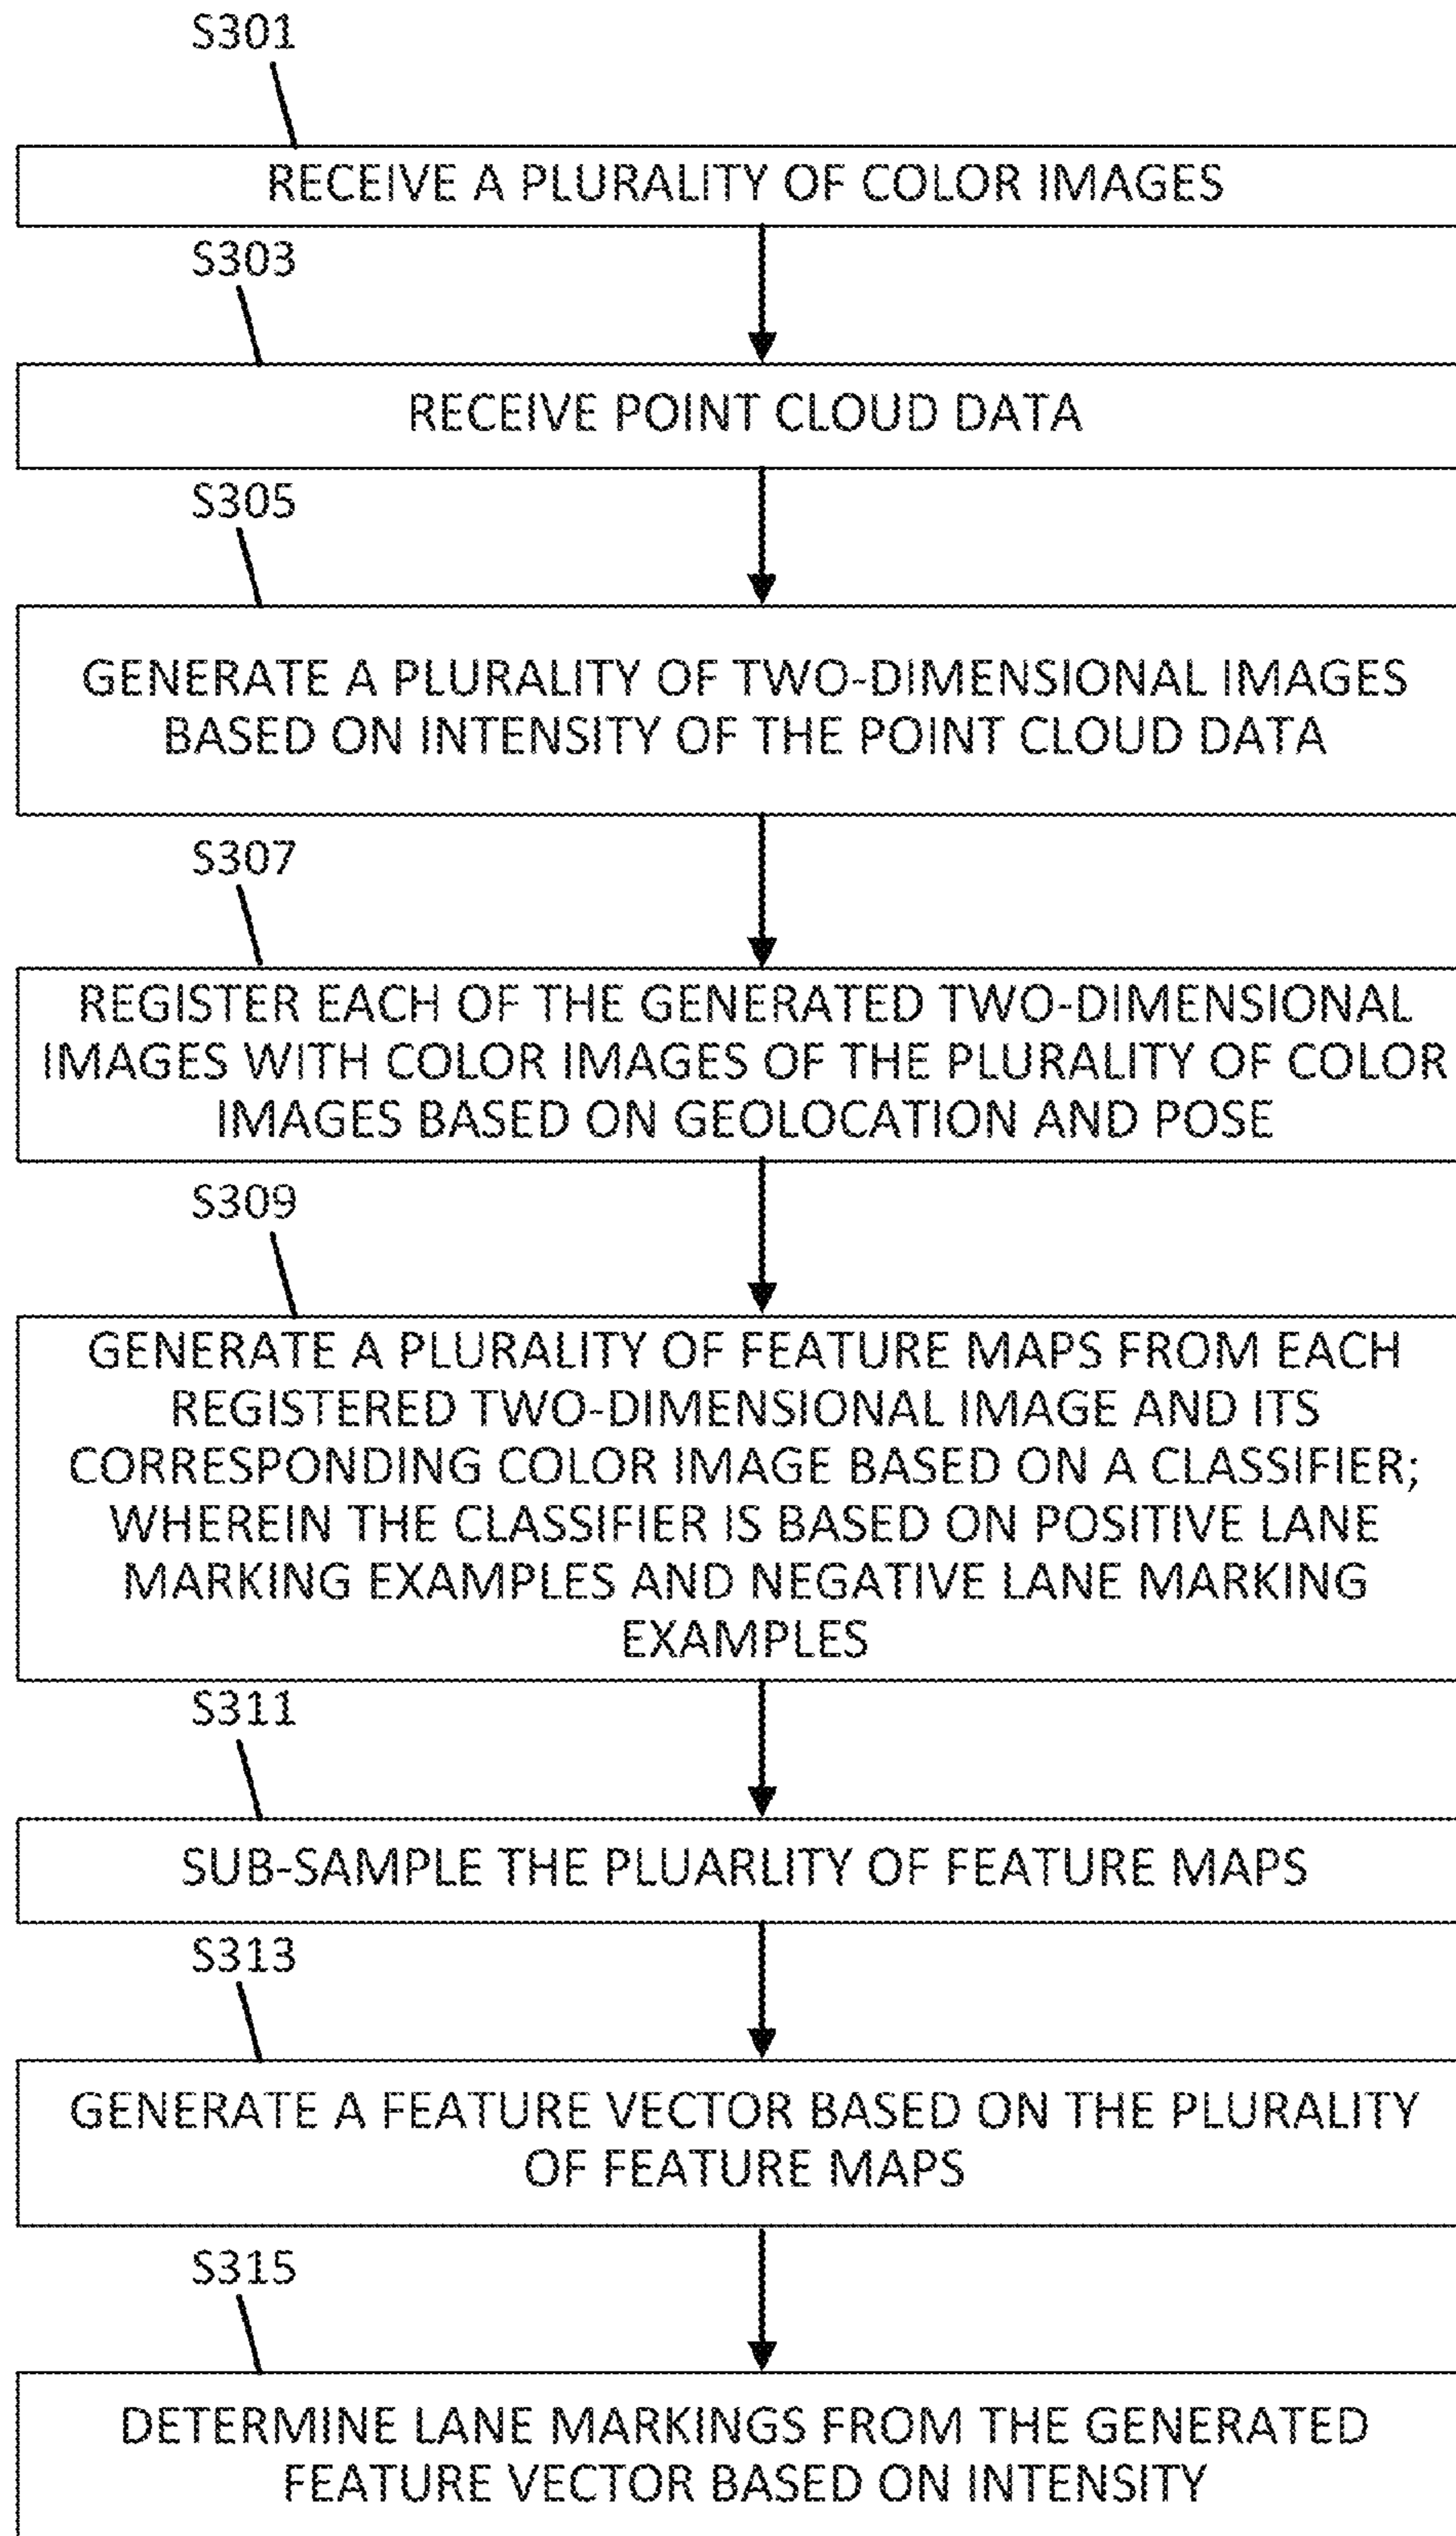 S301
RECEIVE A PLURALITY OF COLOR IMAGES
S303
RECEIVE POINT CLOUD DATA
S305
GENERATE A PLURALITY OF TWO-DIMENSIONAL IMAGES
BASED ON INTENSITY OF THE POINT CLOUD DATA
S307
REGISTER EACH OF THE GENERATED TWO-DIMENSIONAL
IMAGES WITH COLOR IMAGES OF THE PLURALITY OF COLOR
IMAGES BASED ON GEOLOCATION AND POSE
S309
GENERATE A PLURALITY OF FEATURE MAPS FROM EACH
REGISTERED TWO-DIMENSIONAL IMAGE AND ITS
CORRESPONDING COLOR IMAGE BASED ON A CLASSIFIER;
WHEREIN THE CLASSIFIER IS BASED ON POSITIVE LANE
MARKING EXAMPLES AND NEGATIVE LANE MARKING
EXAMPLES
S311
SUB-SAMPLE THE PLUARLITY OF FEATURE MAPS
S313
GENERATE A FEATURE VECTOR BASED ON THE PLURALITY
OF FEATURE MAPS
S315
DETERMINE LANE MARKINGS FROM THE GENERATED
FEATURE VECTOR BASED ON INTENSITY